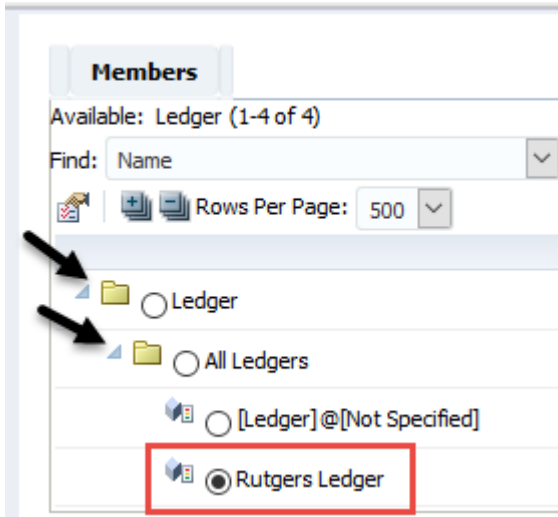 Members
Available: Ledger (1-4 of 4)
Find: Name
Rows Per Page: 500
Ledger
All Ledgers
[Ledger]@[Not Specified]
Rutgers Ledger